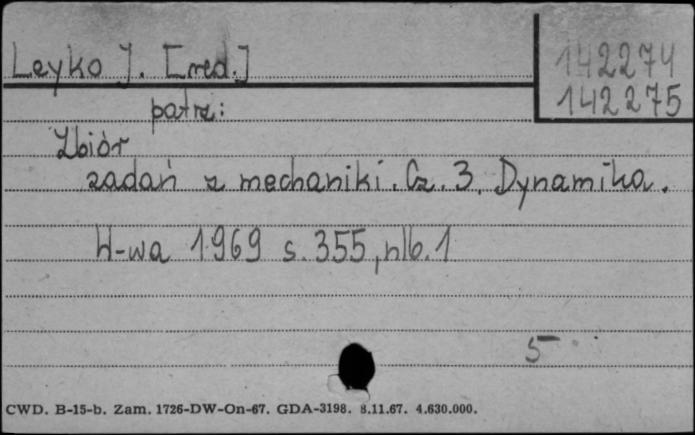 Leyko J. [red.]
142274
142275
patrz:
Zbiór
zadań z mechaniki. Cz. 3. Dynamika.
W-wa 1969 s. 355, nlb. 1
5
CWD. B-15-b. Zam. 1726-DW-On-67. GDA-3198. 8.11.67. 4.630.000.